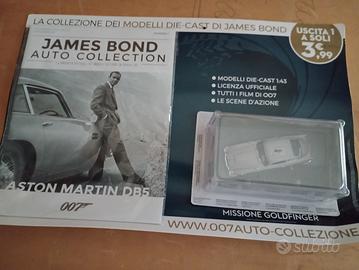 LA COLLEZIONE DEI MODELLI DIE-CAST DI JAMES BOND
JAMES BOND
AUTO COLLECTION
ASTON MARTIN DB5
007
USCITA 1
A SOLI
3€,99
• MODELLI DIE-CAST 1:43
• LICENZA UFFICIALE
• TUTTI I FILM DI 007
• LE SCENE D'AZIONE
MISSIONE GOLDFINGER
WWW.007AUTO-COLLEZIONE
subito